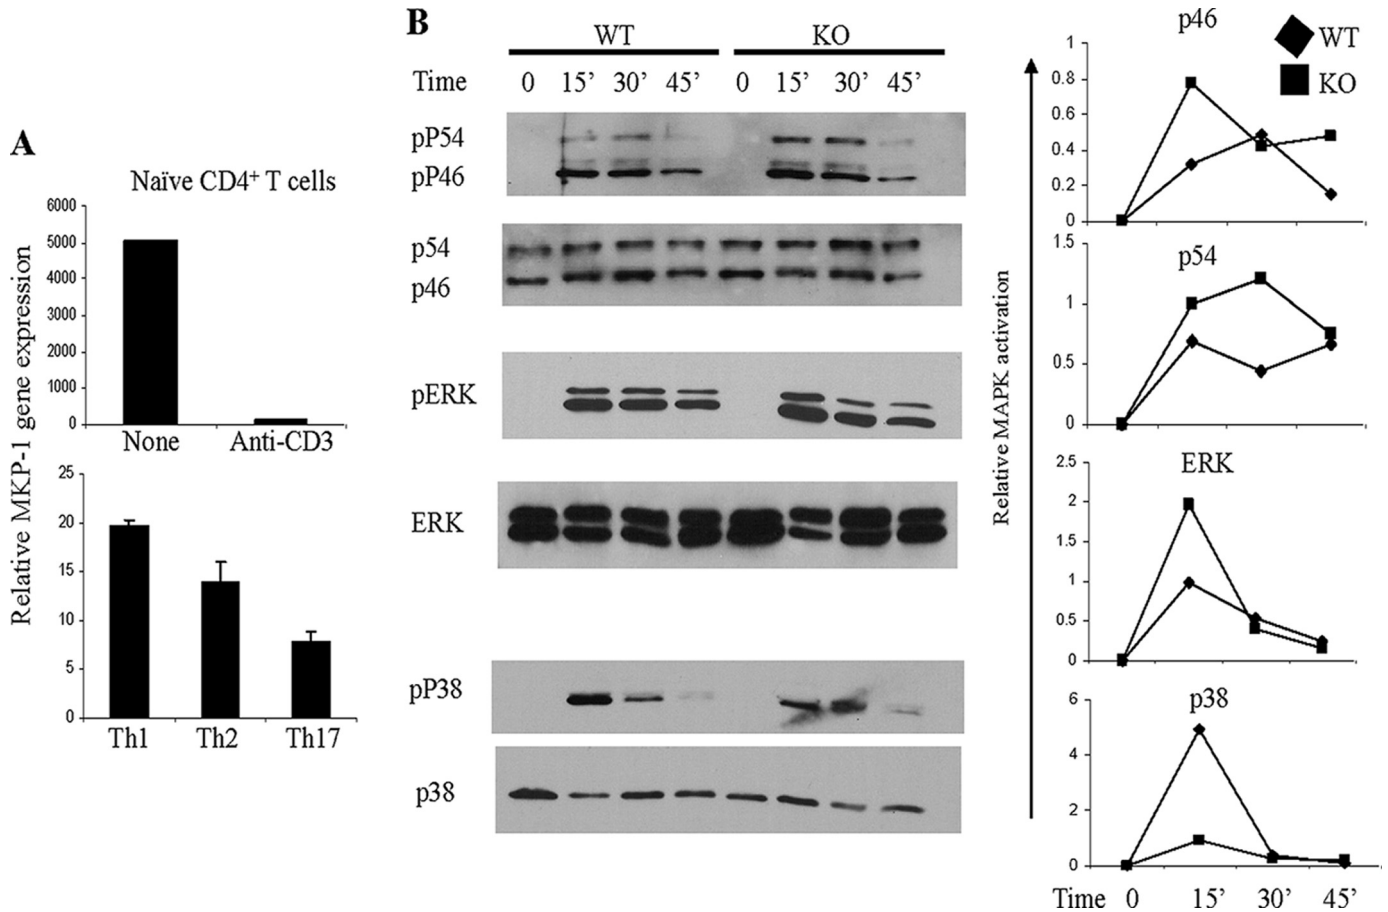 A
Naïve CD4+ T cells
Relative MKP-1 gene expression
6000
5000
4000
3000
2000
1000
0
None Anti-CD3
25
20
15
10
5
0
Th1 Th2 Th17
B
WT KO
Time 0 15’ 30’ 45’ 0 15’ 30’ 45’
pP54
pP46
p54
p46
pERK
ERK
pP38
p38
Relative MAPK activation
p46
WT
KO
1
0.8
0.6
0.4
0.2
0
p54
1.5
1
0.5
0
ERK
2.5
2
1.5
1
0.5
0
p38
6
4
2
0
Time 0 15’ 30’ 45’